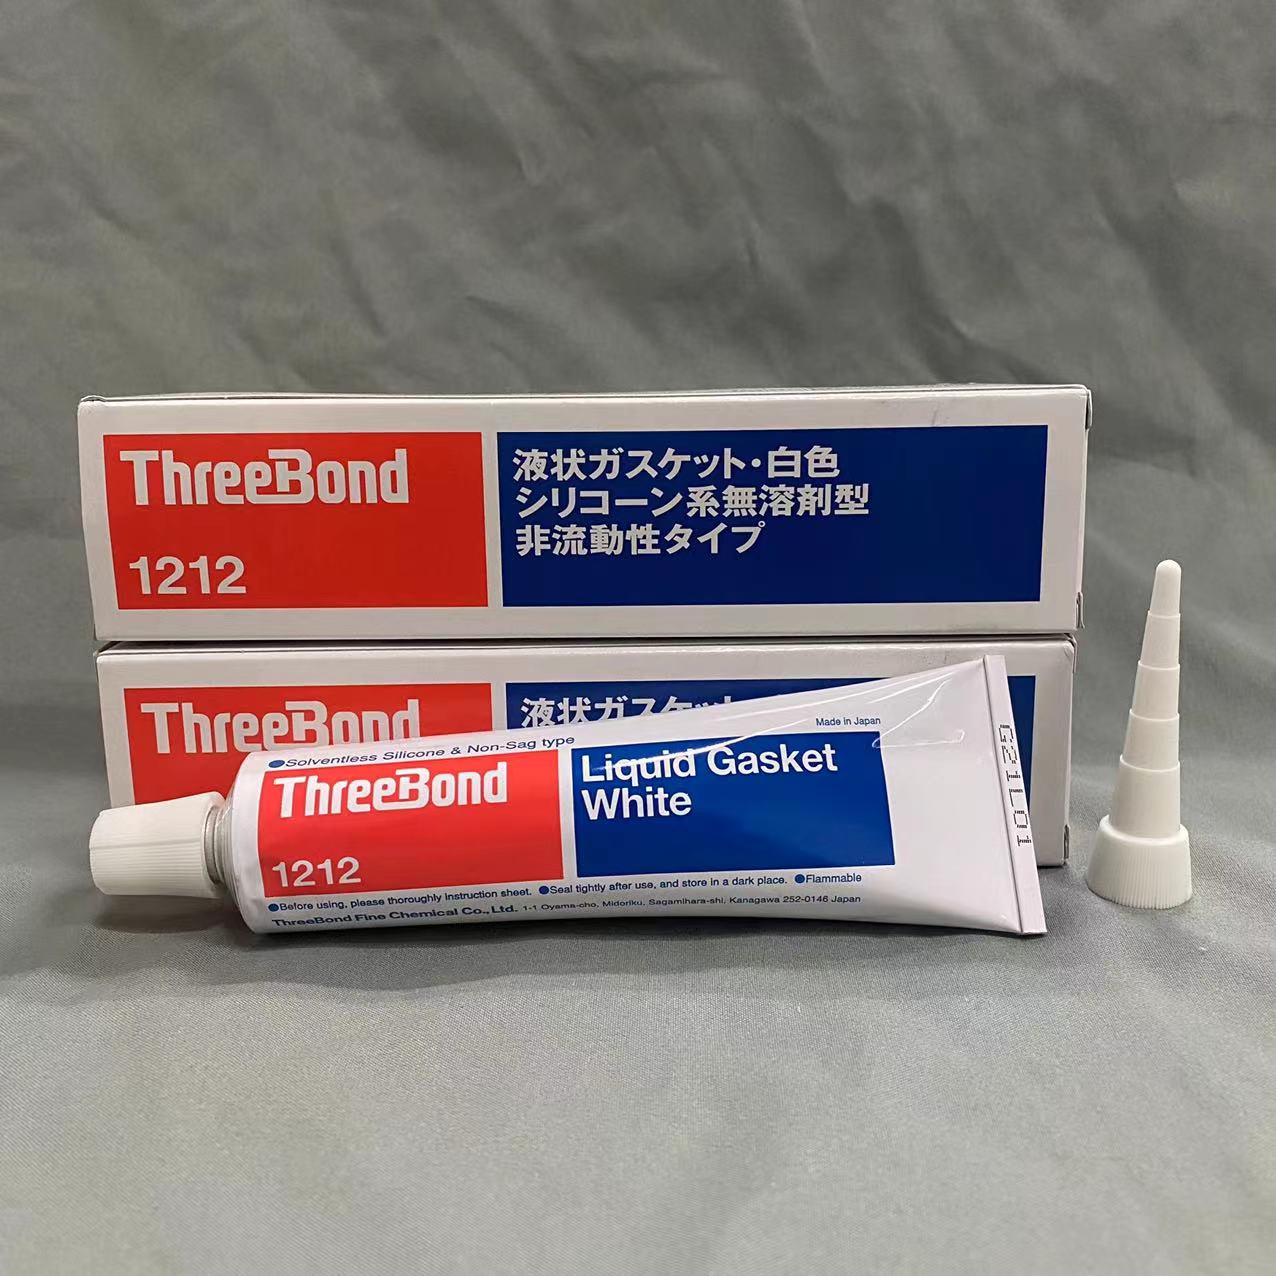 ThreeBond
1212
液状ガスケット・白色
シリコーン系無溶剤型
非流動性タイプ
ThreeBond
液状ガスケット
●Solventless Silicone & Non-Sag type
Made in Japan
ThreeBond
1212
Liquid Gasket
White
●Before using, please thoroughly instruction sheet. ●Seal tightly after use, and store in a dark place. ●Flammable
ThreeBond Fine Chemical Co., Ltd. 1-1 Oyama-cho, Midoriku, Sagamihara-shi, Kanagawa 252-0146 Japan